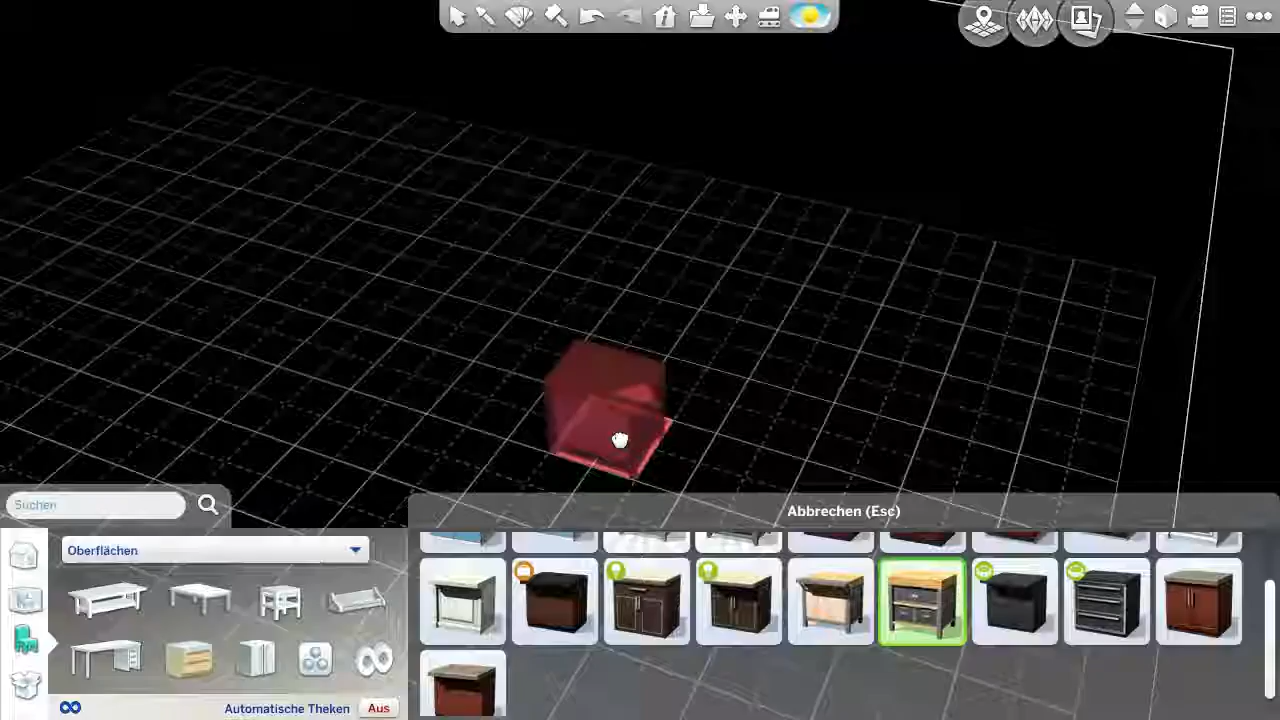 Suchen
Abbrechen (Esc)
Oberflächen
Automatische Theken
Aus